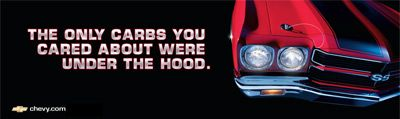 THE ONLY CARBS YOU
CARED ABOUT WERE
UNDER THE HOOD.
SS
chevy.com